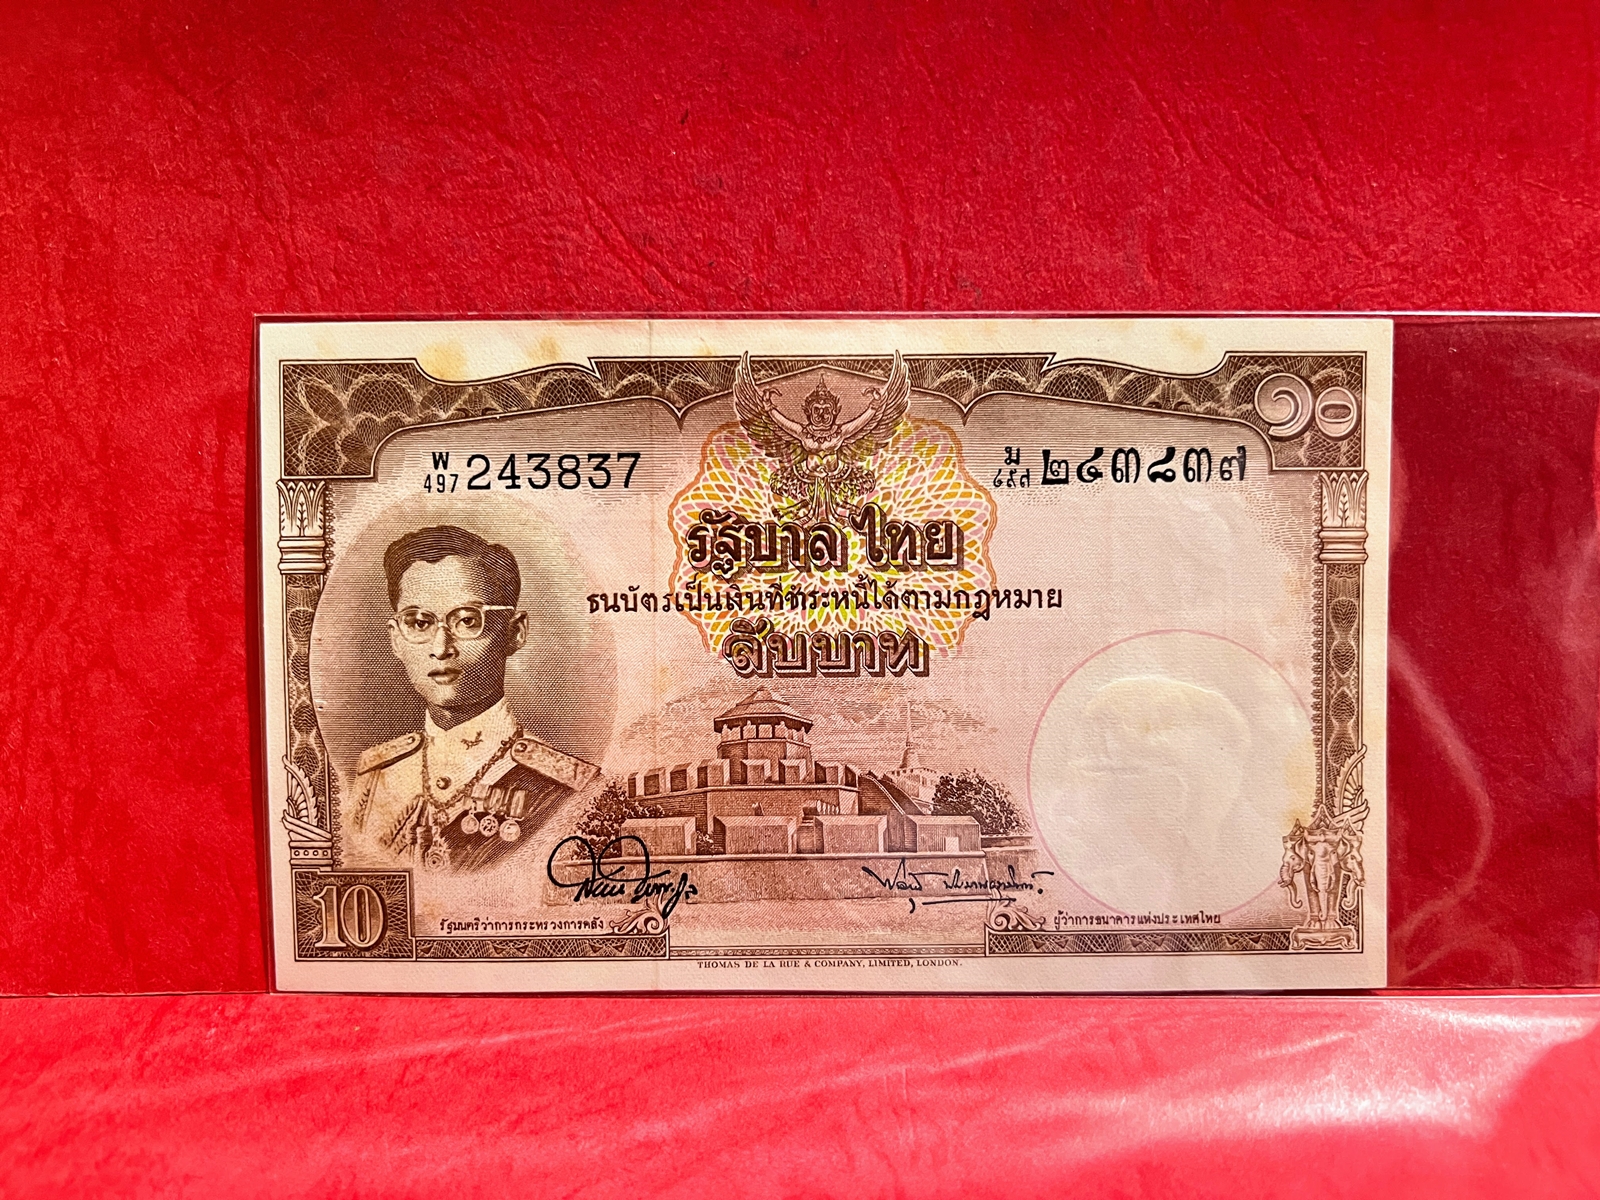 ๑๐
W
497 243837
ม
๔๙๗ ๒๔๓๘๓๗
รัฐบาลไทย
ธนบัตรเป็นเงินที่ชำระหนี้ได้ตามกฎหมาย
สิบบาท
10
รัฐมนตรีว่าการกระทรวงการคลัง
ผู้ว่าการธนาคารแห่งประเทศไทย
THOMAS DE LA RUE & COMPANY, LIMITED, LONDON.